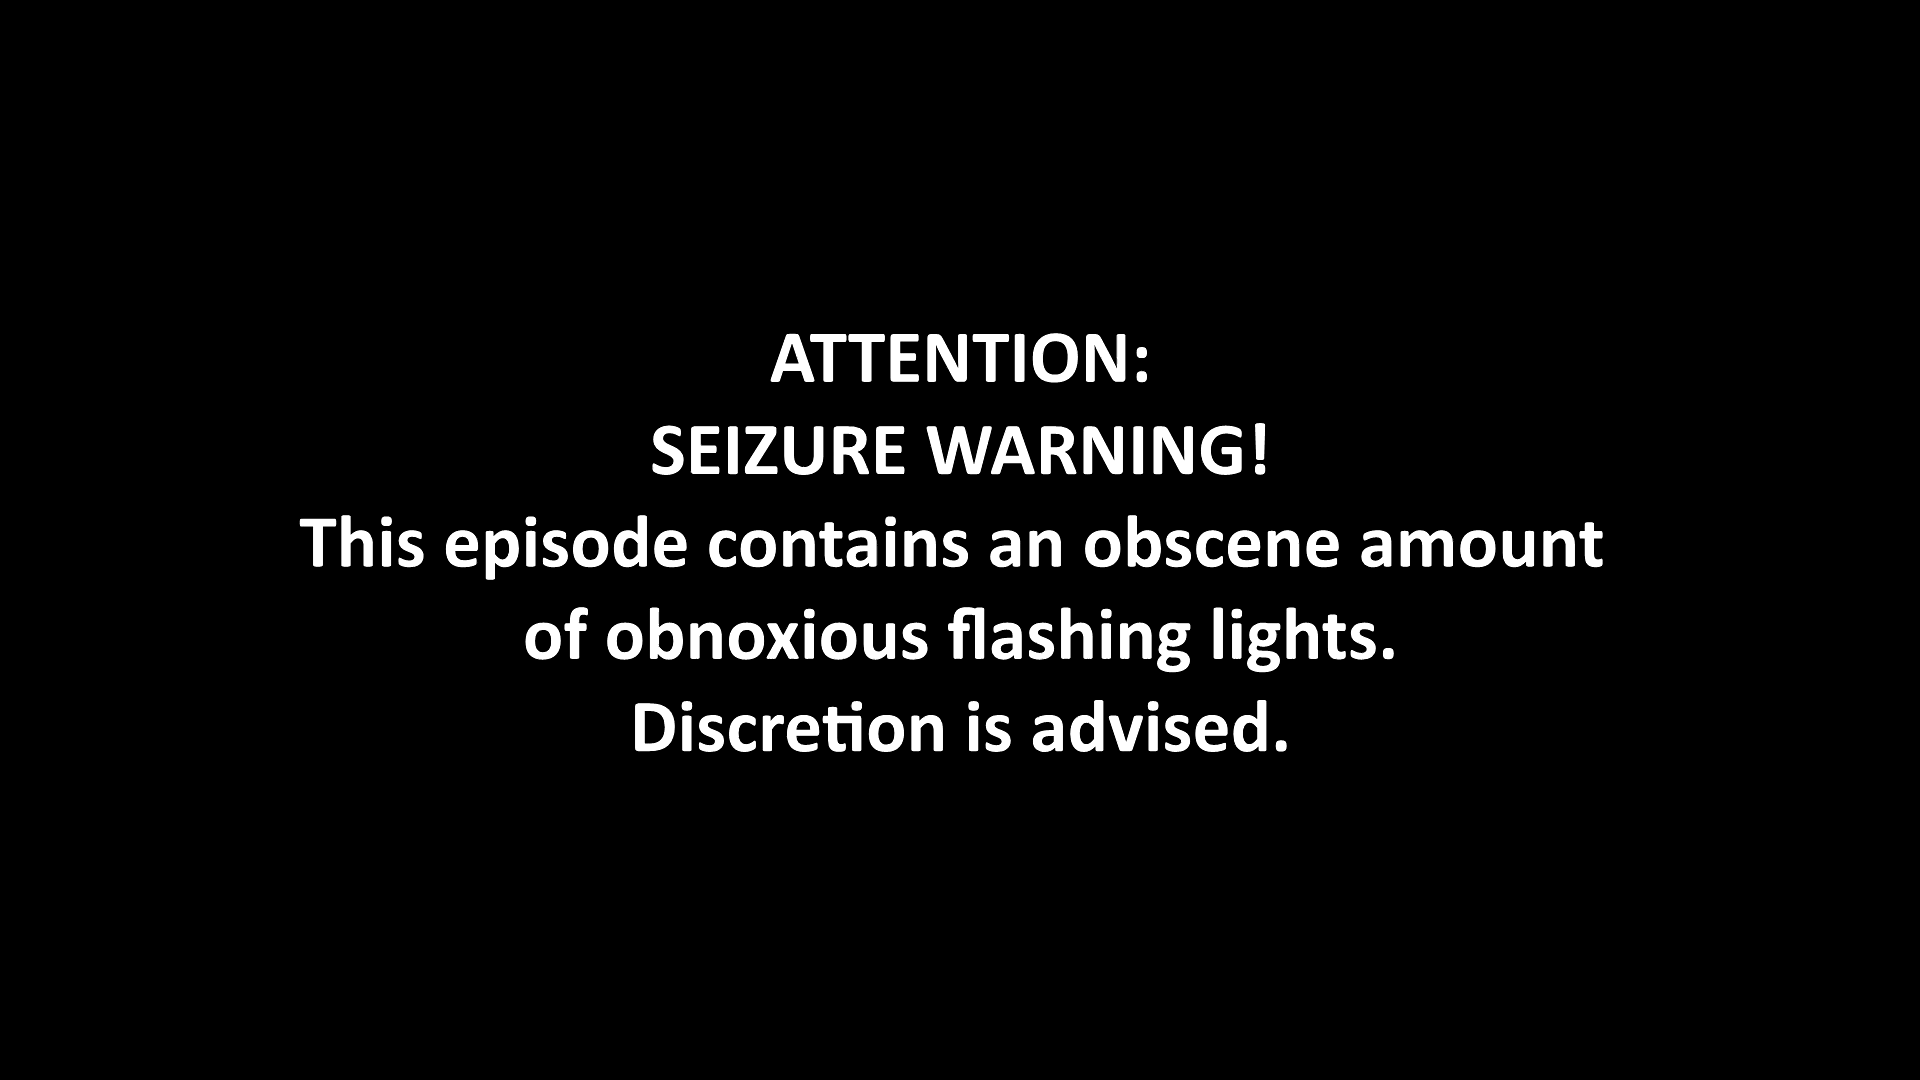 ATTENTION:
SEIZURE WARNING!
This episode contains an obscene amount
of obnoxious flashing lights.
Discretion is advised.